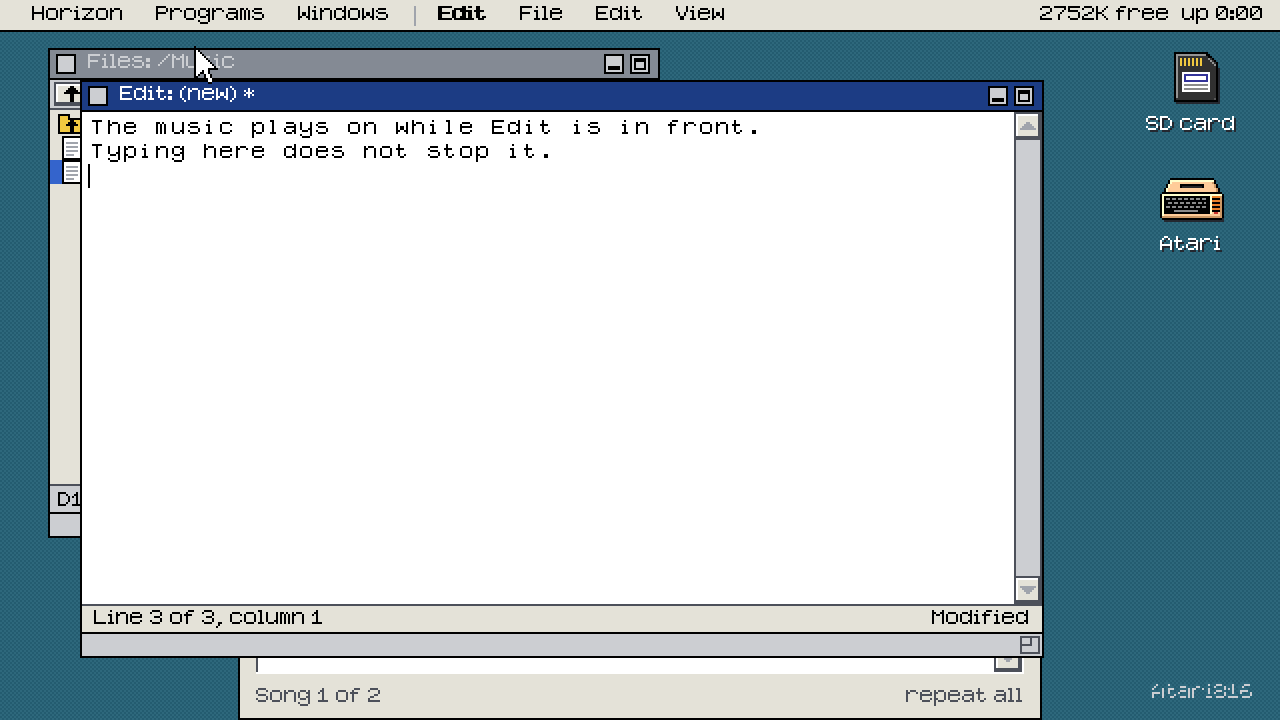 Horizon Programs Windows | Edit File Edit View 2752K free up 0:00
Files: /Music
Edit: (new) *
The music plays on while Edit is in front.
Typing here does not stop it.
SD card
Atari
D1
Line 3 of 3, column 1 Modified
Song 1 of 2 repeat all
Atari816